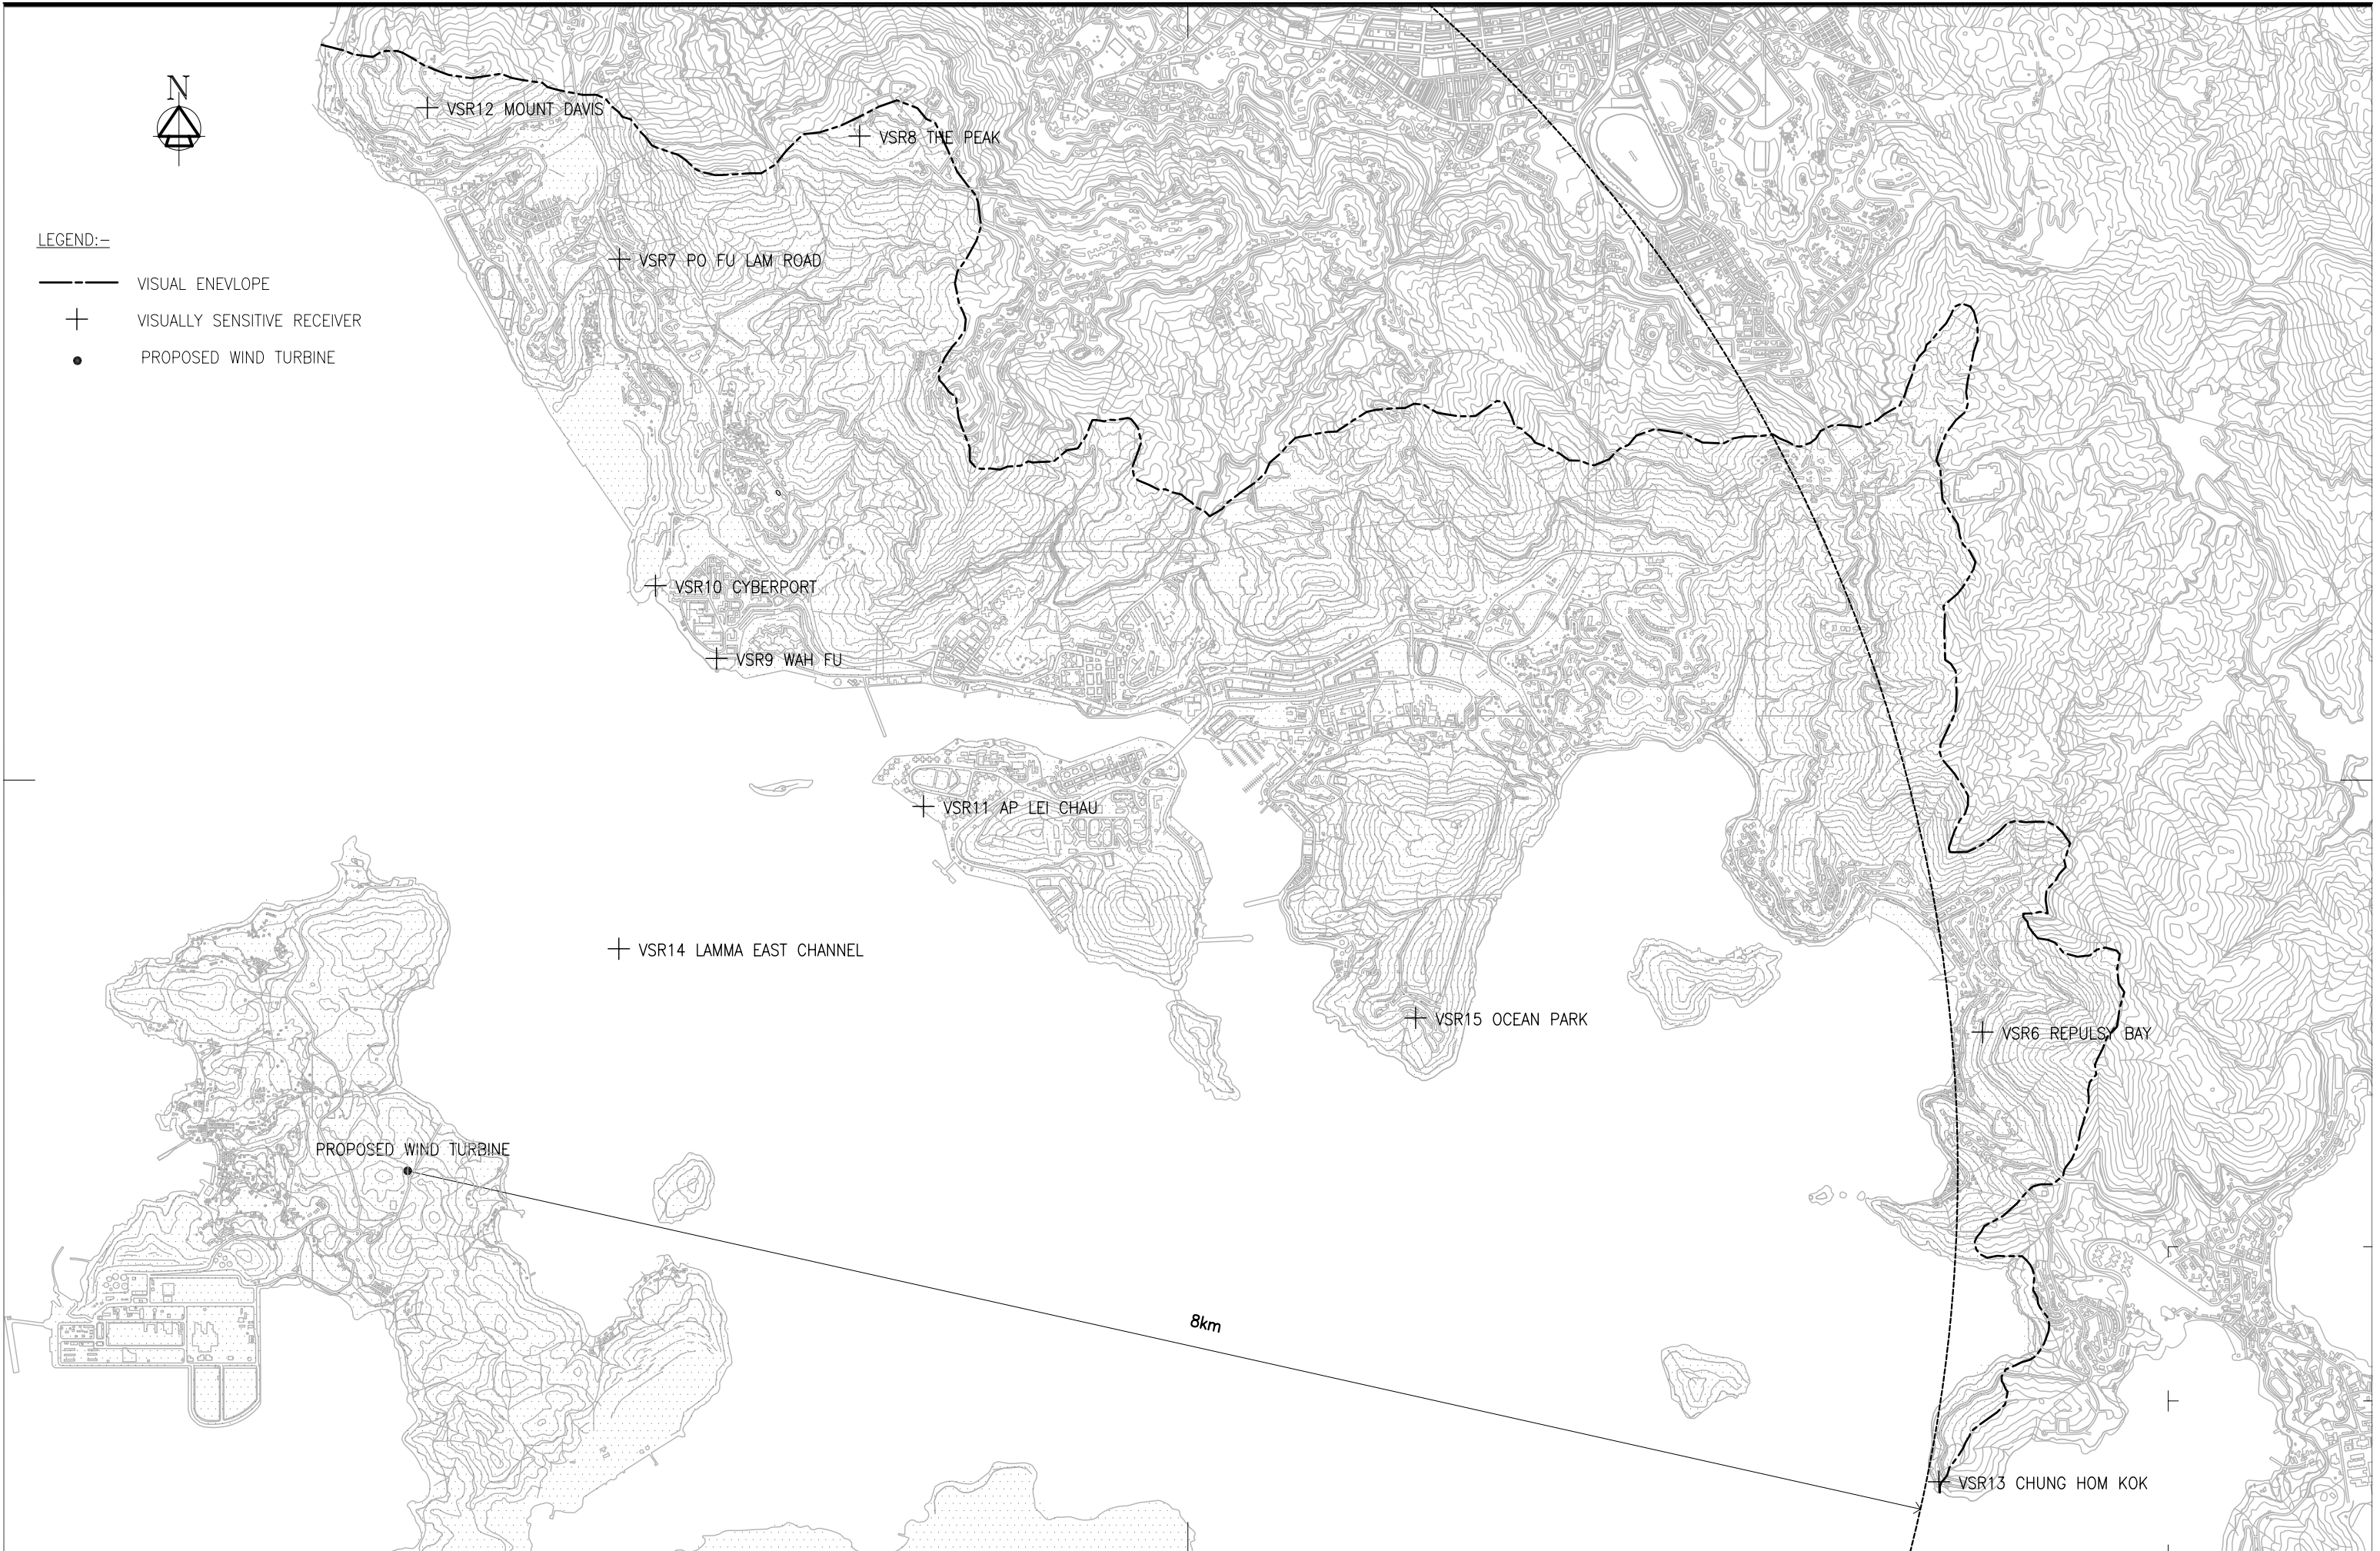 N
VSR12 MOUNT DAVIS
VSR8 THE PEAK
LEGEND:-
VISUAL ENEVLOPE
VISUALLY SENSITIVE RECEIVER
PROPOSED WIND TURBINE
VSR7 PO FU LAM ROAD
VSR10 CYBERPORT
VSR9 WAH FU
VSR11 AP LEI CHAU
VSR14 LAMMA EAST CHANNEL
VSR15 OCEAN PARK
VSR6 REPULSY BAY
PROPOSED WIND TURBINE
8km
VSR13 CHUNG HOM KOK